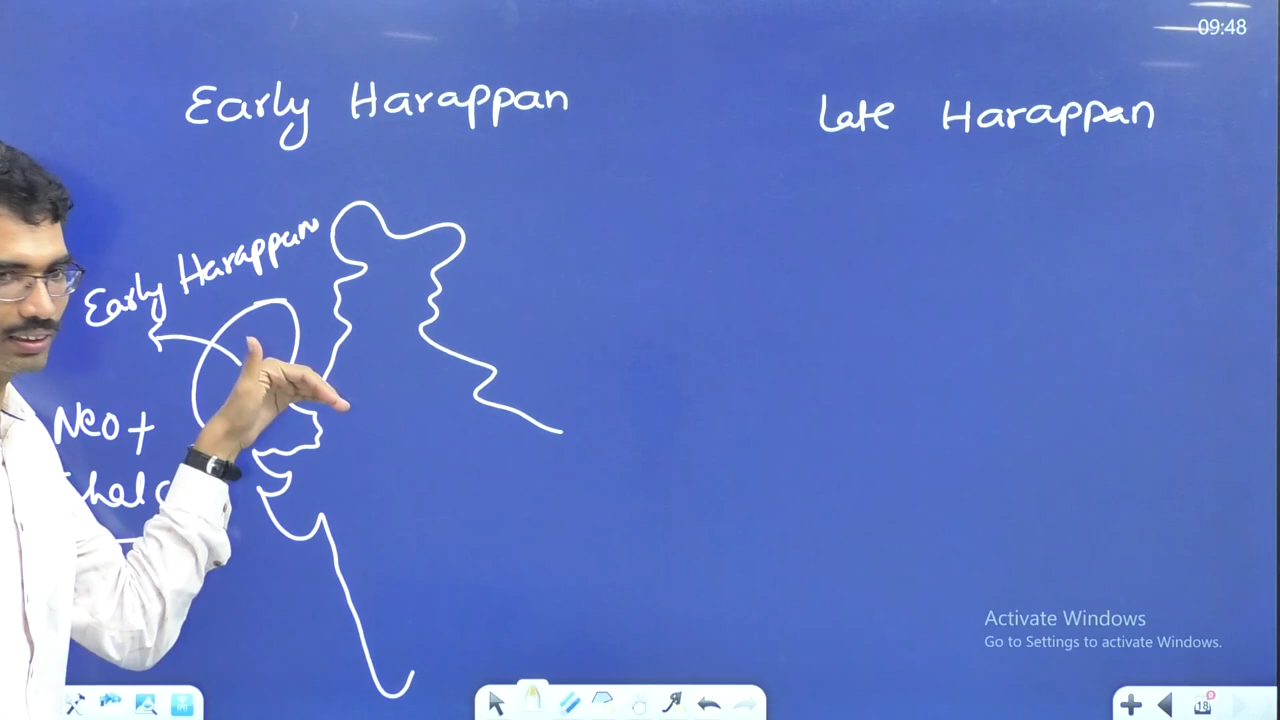 09:48
Early Harappan
Late Harappan
Early Harappan
Neo +
Activate Windows
Go to Settings to activate Windows.
18